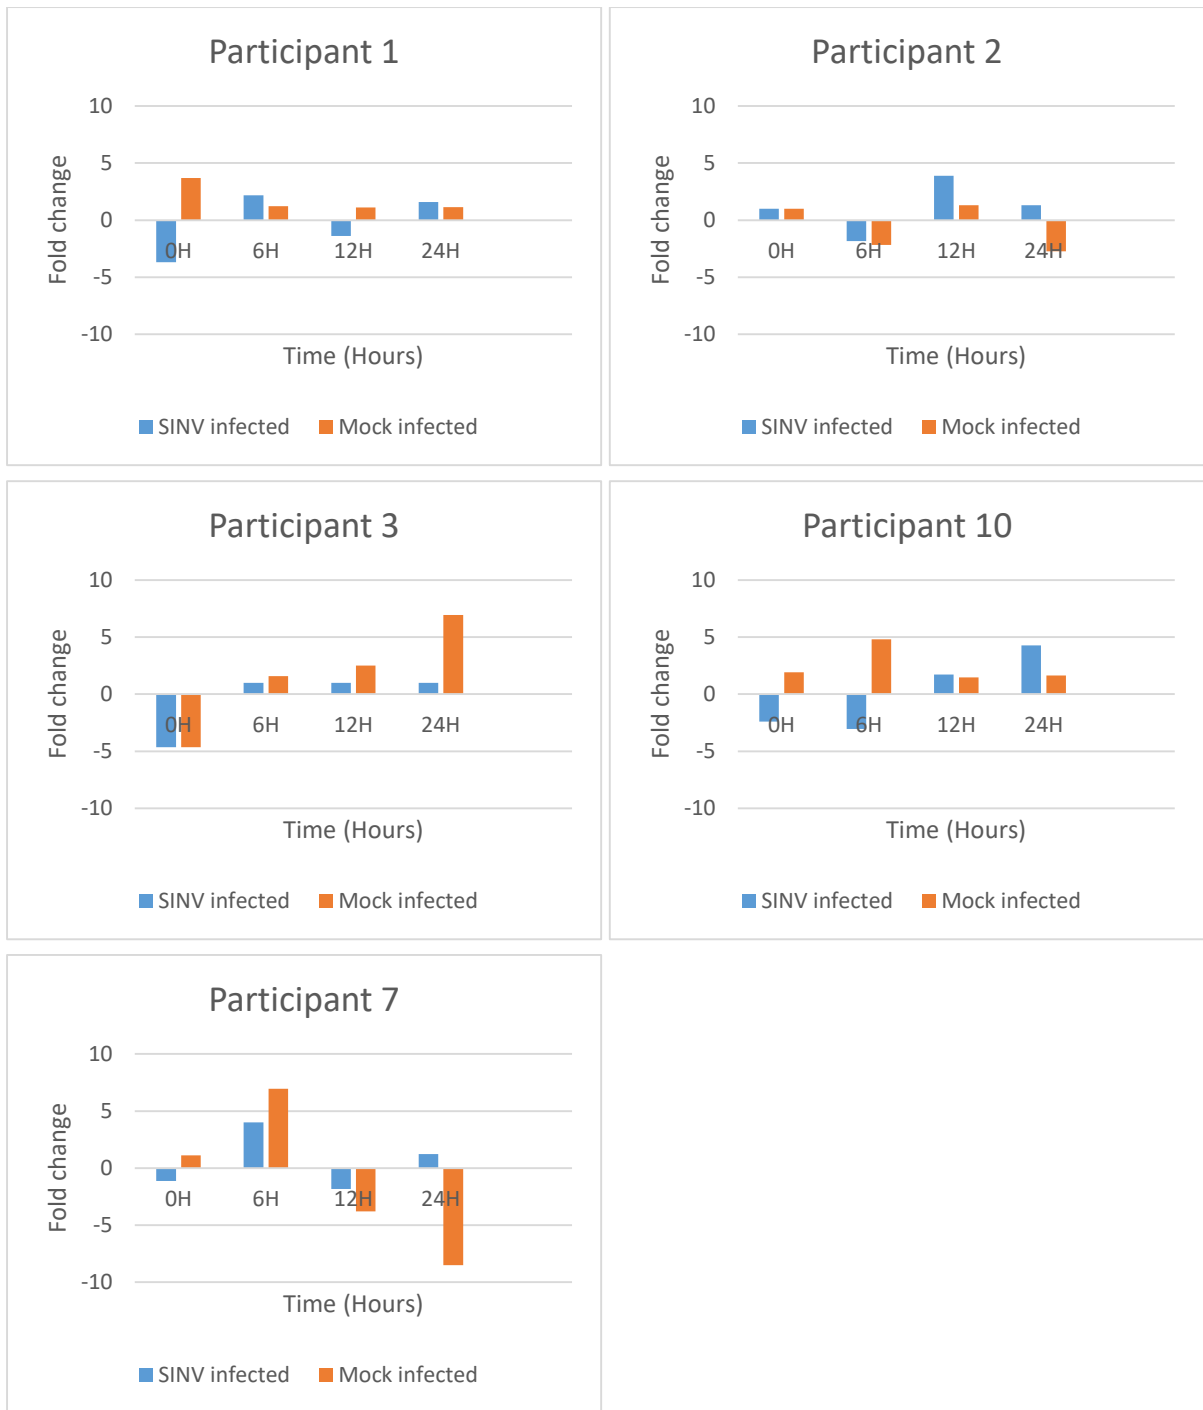 Participant 1
10
5
0
-5
-10
Fold change
0H 6H 12H 24H
Time (Hours)
SINV infected Mock infected
Participant 2
10
5
0
-5
-10
Fold change
0H 6H 12H 24H
Time (Hours)
SINV infected Mock infected
Participant 3
10
5
0
-5
-10
Fold change
0H 6H 12H 24H
Time (Hours)
SINV infected Mock infected
Participant 10
10
5
0
-5
-10
Fold change
0H 6H 12H 24H
Time (Hours)
SINV infected Mock infected
Participant 7
10
5
0
-5
-10
Fold change
0H 6H 12H 24H
Time (Hours)
SINV infected Mock infected